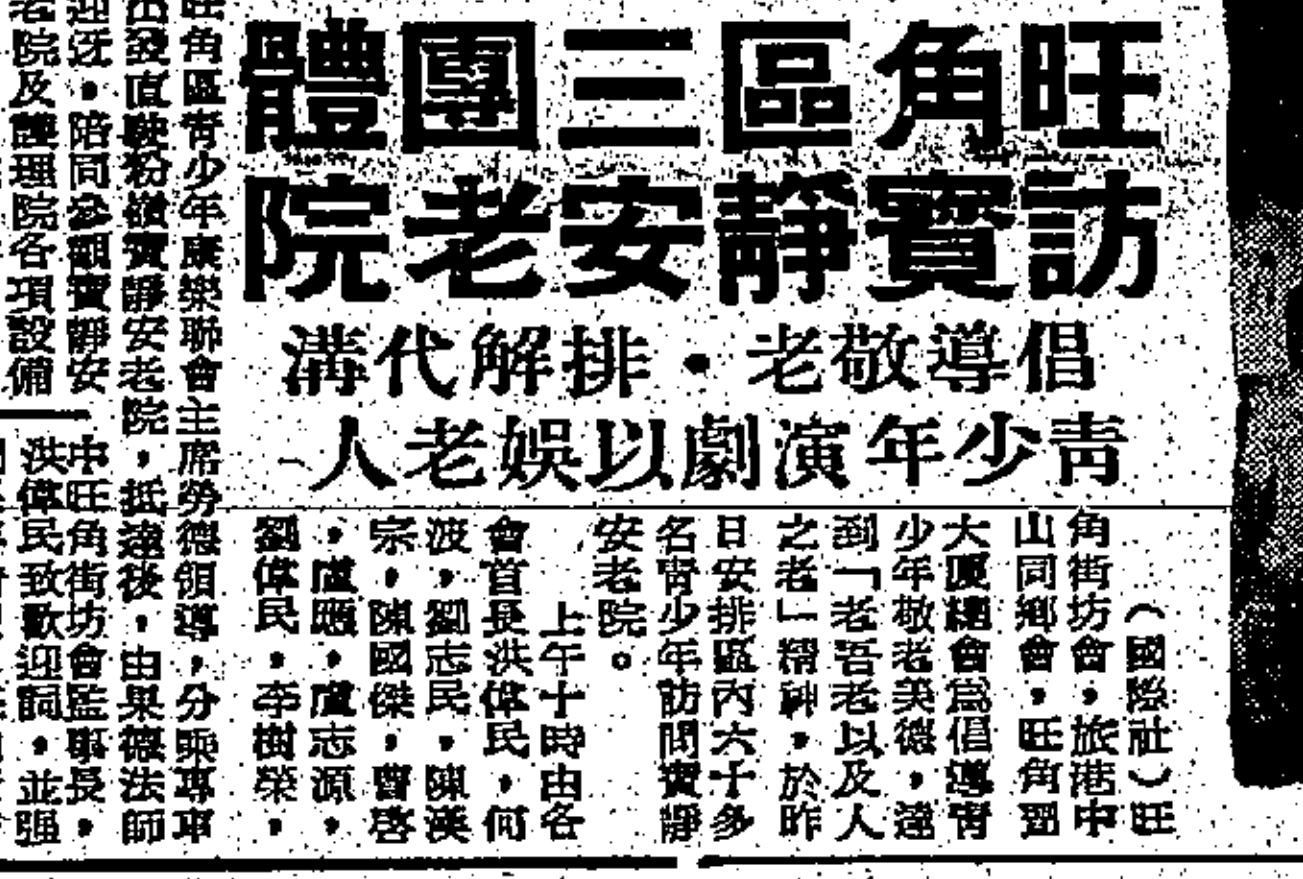 旺角區三團體
訪寶靜安老院
倡導敬老·排解代溝
青少年演劇以娛老人
(國際社)旺
角街坊會,旅港中
山同鄉會,旺角
大廈總會為倡導青
少年敬老美德,達
到「老吾老以及人
之老」精神,於昨
日安排區內六十多
名青少年訪問寶靜
安老院。
上午十時由各
會首長洪偉民,何
波,劉志民,陳漢
宗,陳國傑,曹啓
,盧應,盧志源,
劉偉民,李樹榮,
旺角區青少年康樂聯會主席勞德領導,分乘專車
出發直駛粉嶺寶靜安老院,抵達後,由果德法師
迎迓,陪同參觀寶靜安
老院及護理院各項設備
中旺角街坊會監事長,
洪偉民致歡迎詞,並强